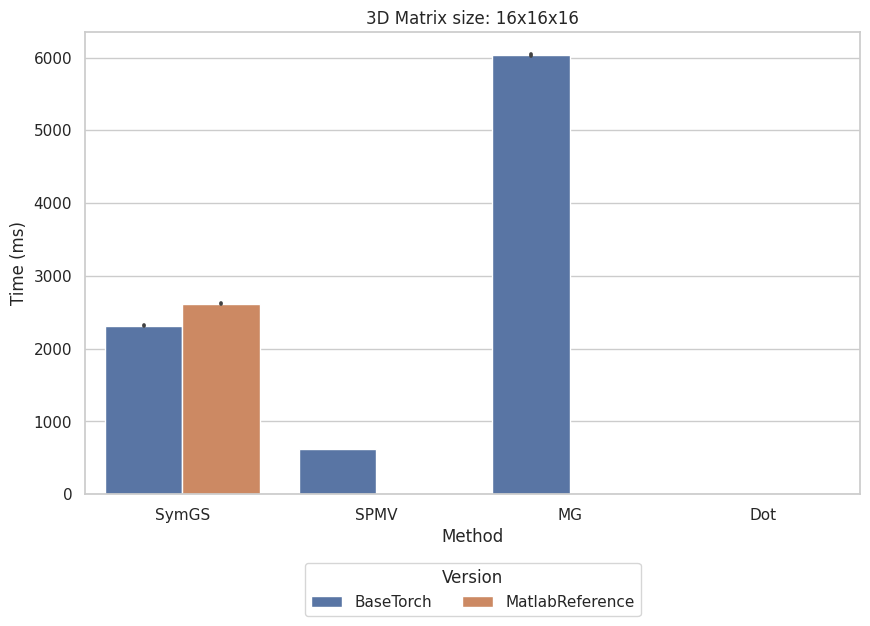 3D Matrix size: 16x16x16
6000
5000
4000
3000
2000
1000
0
Time (ms)
SymGS SPMV MG Dot
Method
Version
BaseTorch MatlabReference